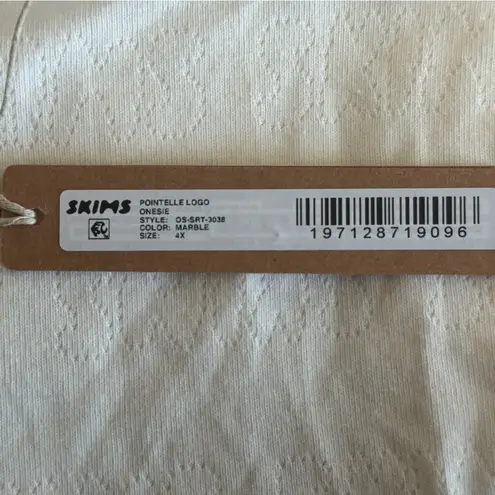 SKIMS
POINTELLE LOGO
ONESIE
STYLE: OS-SRT-3038
COLOR: MARBLE
SIZE: 4X
197128719096